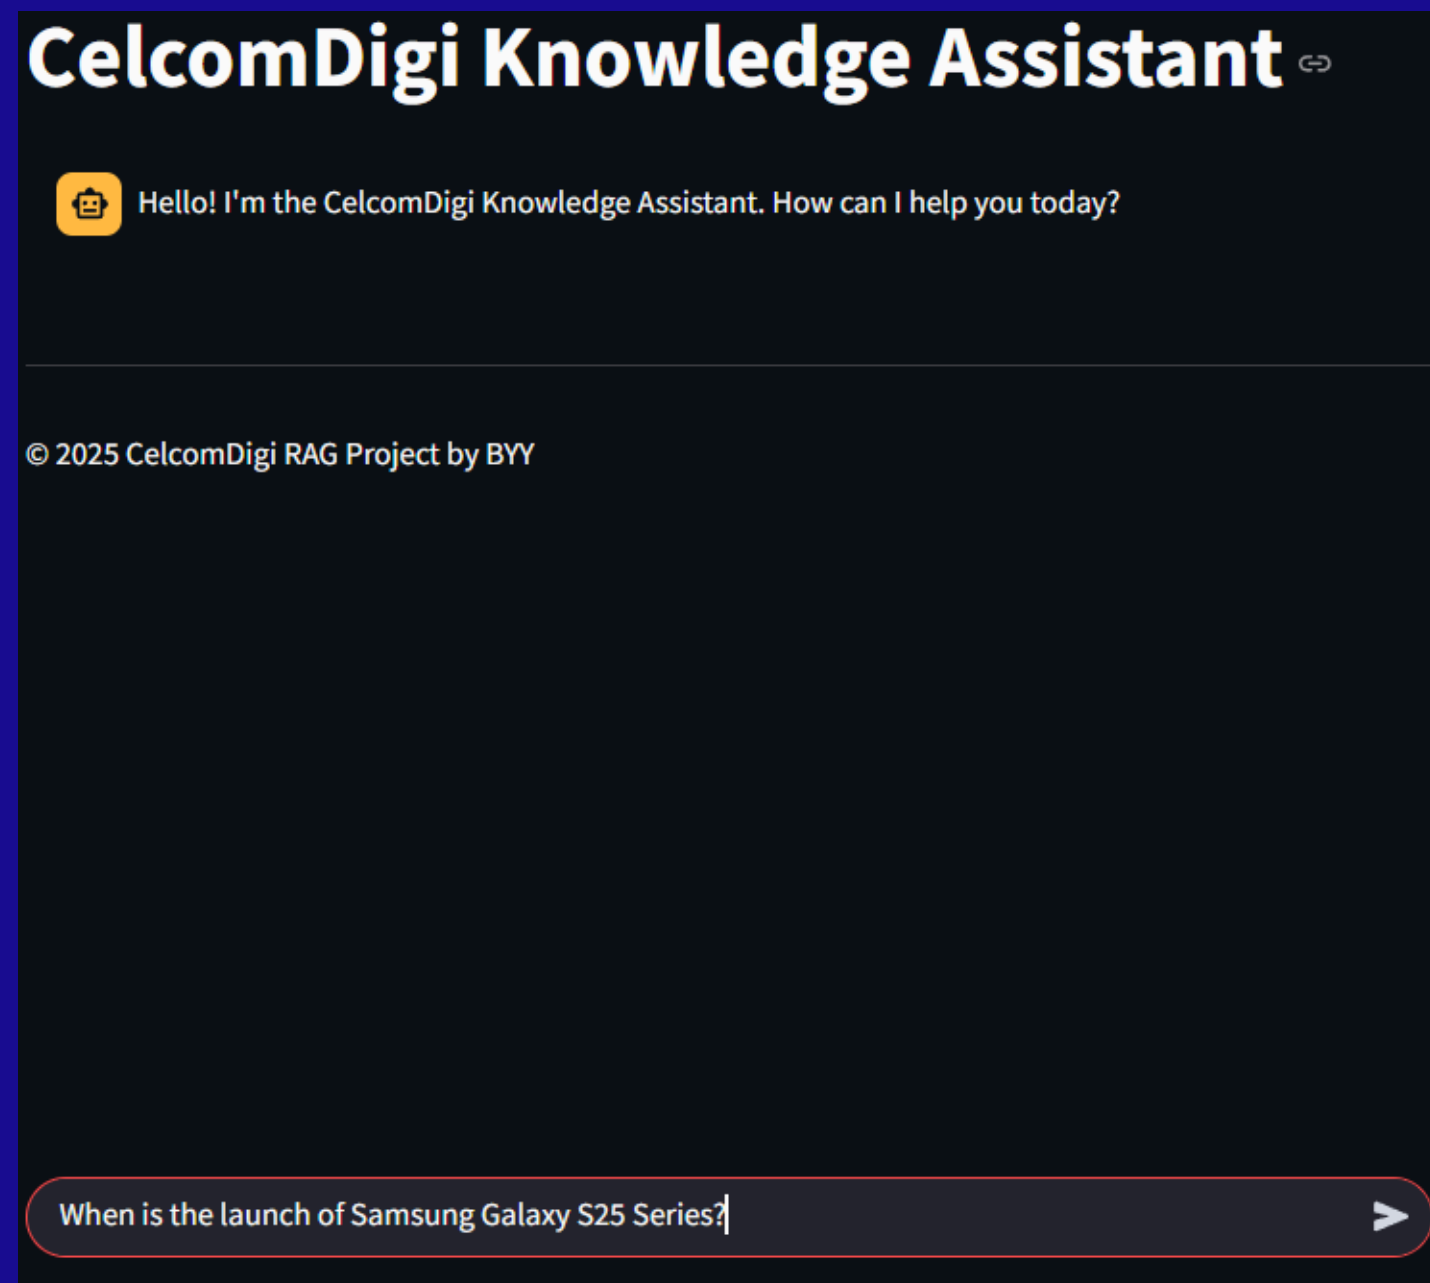 CelcomDigi Knowledge Assistant
Hello! I'm the CelcomDigi Knowledge Assistant. How can I help you today?
© 2025 CelcomDigi RAG Project by BYY
When is the launch of Samsung Galaxy S25 Series?